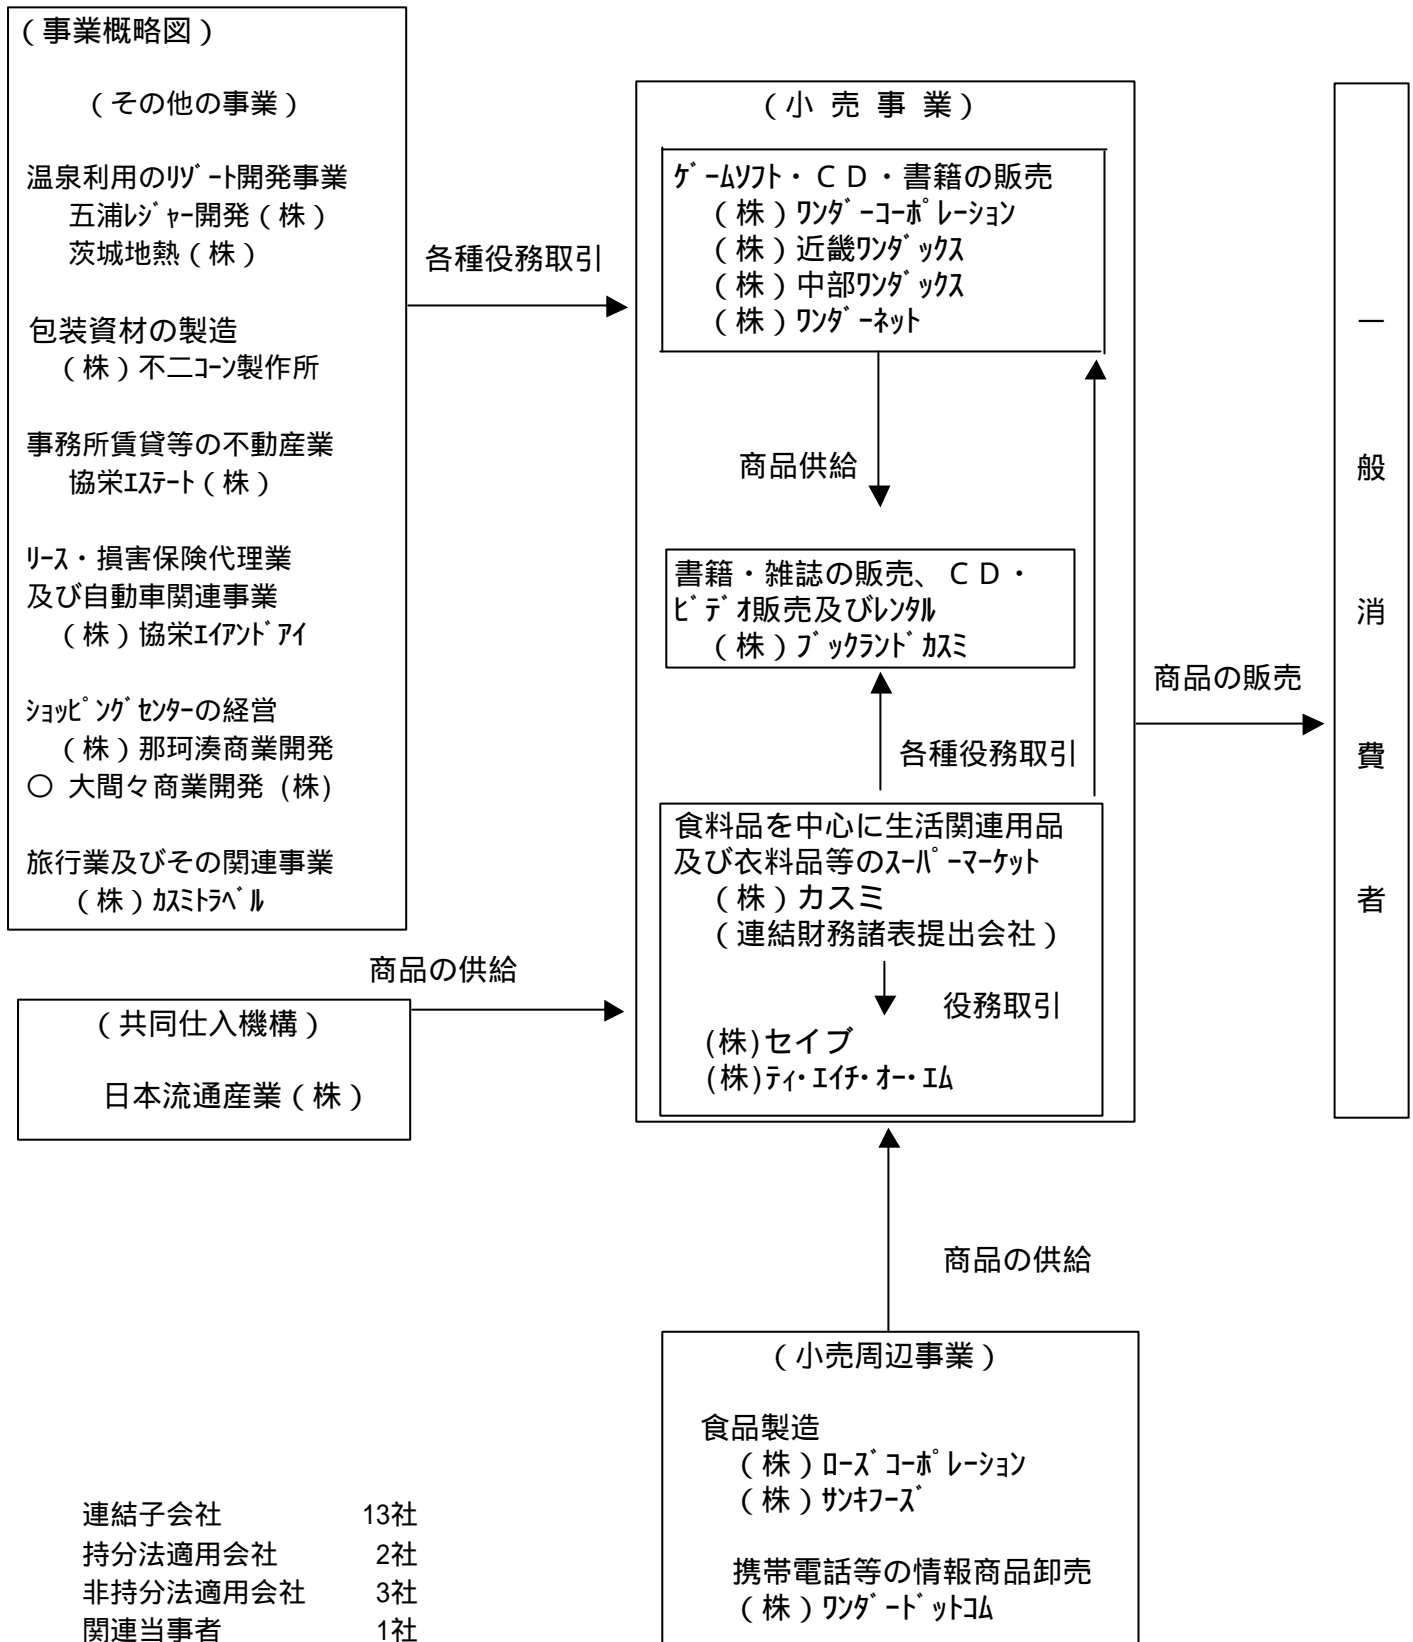 （事業概略図）
（その他の事業）
温泉利用のﾘｿﾞｰﾄ開発事業
五浦ﾚｼﾞｬｰ開発（株）
茨城地熱（株）
包装資材の製造
（株）不二ｺｰﾝ製作所
事務所賃貸等の不動産業
協栄ｴｽﾃｰﾄ（株）
ﾘｰｽ・損害保険代理業
及び自動車関連事業
（株）協栄ｴｲｱﾝﾄﾞｱｲ
ｼｮｯﾋﾟﾝｸﾞｾﾝﾀｰの経営
（株）那珂湊商業開発
○ 大間々商業開発 (株)
旅行業及びその関連事業
（株）ｶｽﾐﾄﾗﾍﾞﾙ
各種役務取引
商品の供給
（共同仕入機構）
日本流通産業（株）
（小 売 事 業）
ｹﾞｰﾑｿﾌﾄ・ＣＤ・書籍の販売
（株）ﾜﾝﾀﾞｰｺｰﾎﾟﾚｰｼｮﾝ
（株）近畿ﾜﾝﾀﾞｯｸｽ
（株）中部ﾜﾝﾀﾞｯｸｽ
（株）ﾜﾝﾀﾞｰﾈｯﾄ
商品供給
書籍・雑誌の販売、ＣＤ・
ﾋﾞﾃﾞｵ販売及びﾚﾝﾀﾙ
（株）ﾌﾞｯｸﾗﾝﾄﾞｶｽﾐ
各種役務取引
食料品を中心に生活関連用品
及び衣料品等のｽｰﾊﾟｰﾏｰｹｯﾄ
（株）カスミ
（連結財務諸表提出会社）
役務取引
(株)セイブ
(株)ﾃｨ･ｴｲﾁ･ｵｰ･ｴﾑ
商品の販売
一般消費者
商品の供給
（小売周辺事業）
食品製造
（株）ﾛｰｽﾞｺｰﾎﾟﾚｰｼｮﾝ
（株）ｻﾝｷﾌｰｽﾞ
携帯電話等の情報商品卸売
（株）ﾜﾝﾀﾞｰﾄﾞｯﾄｺﾑ
連結子会社 13社
持分法適用会社 2社
非持分法適用会社 3社
関連当事者 1社